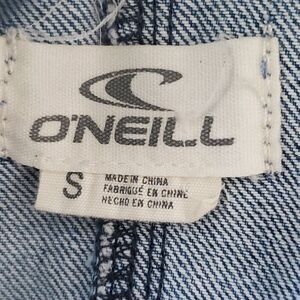 O'NEILL
S
MADE IN CHINA
FABRIQUÉ EN CHINE
HECHO EN CHINA